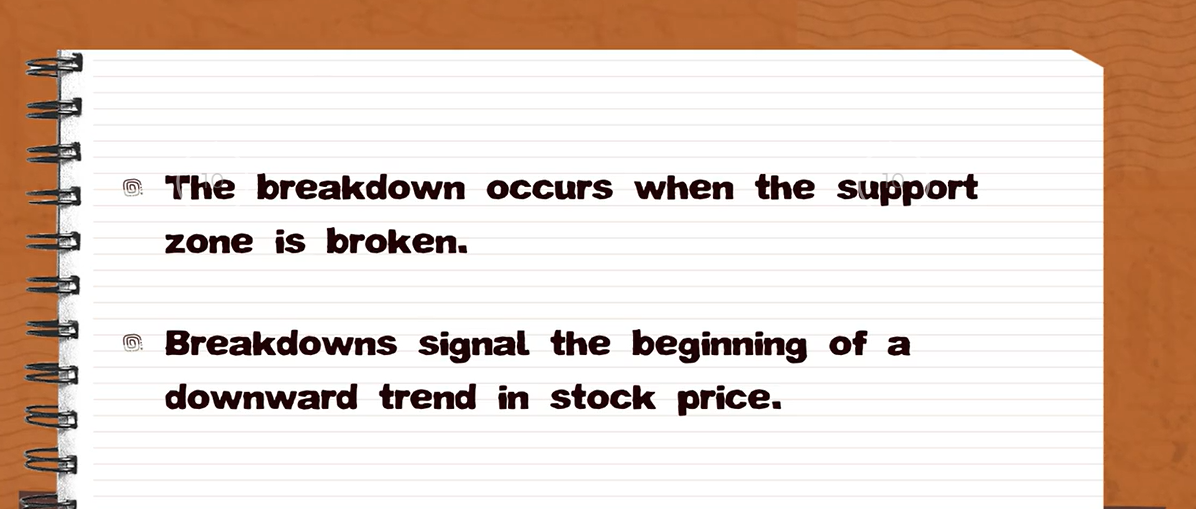 The breakdown occurs when the support
zone is broken.
Breakdowns signal the beginning of a
downward trend in stock price.